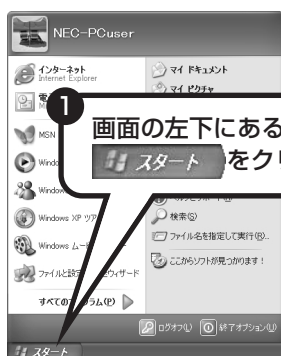 NEC-PCuser
インターネット
Internet Explorer
マイ ドキュメント
マイ ピクチャ
1
画面の左下にある
スタート
をク
MSN
Windows XP ツア
Windows ムー
ファイルと設定
ウィザード
すべての
ラム(P)
検索(S)
ファイル名を指定して実行(R)...
ここからソフトが見つかります！
ログオフ(L)
終了オプション(U)
スタート